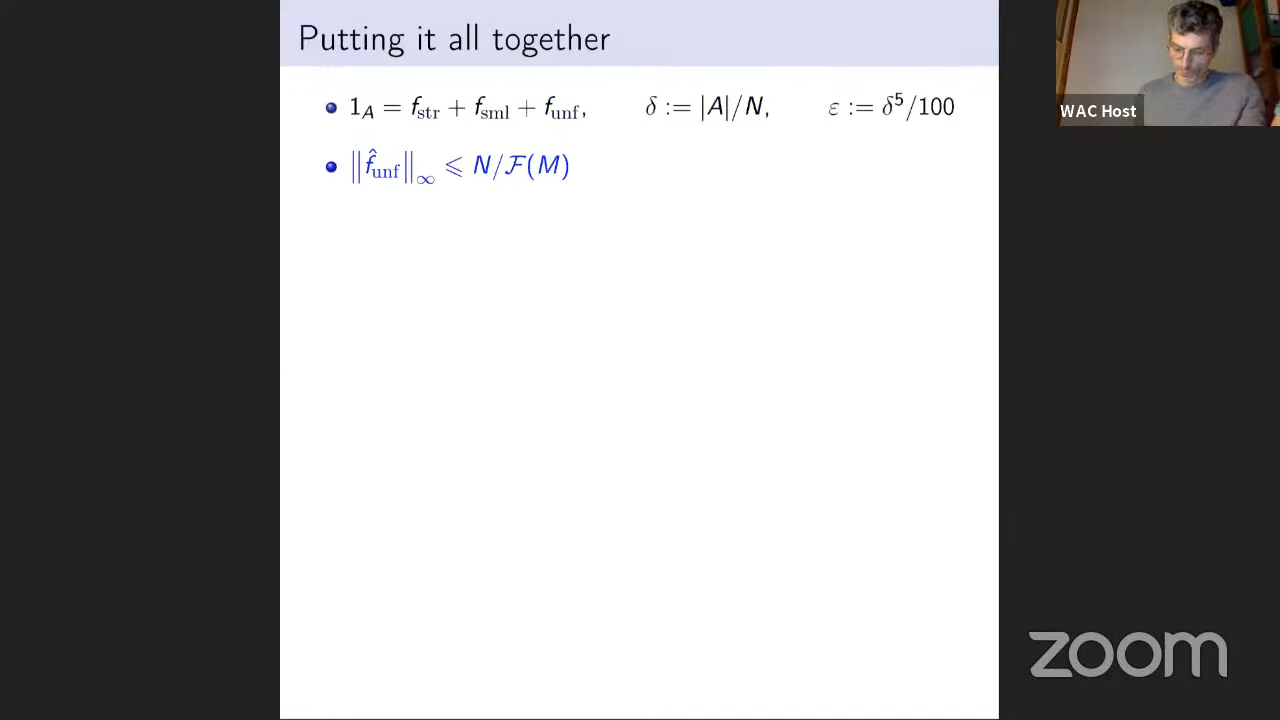 Putting it all together
1_A = f_str + f_sml + f_unf, δ := |A|/N, ε := δ^5/100
‖f̂_unf‖_∞ ⩽ N/ℱ(M)
WAC Host
zoom